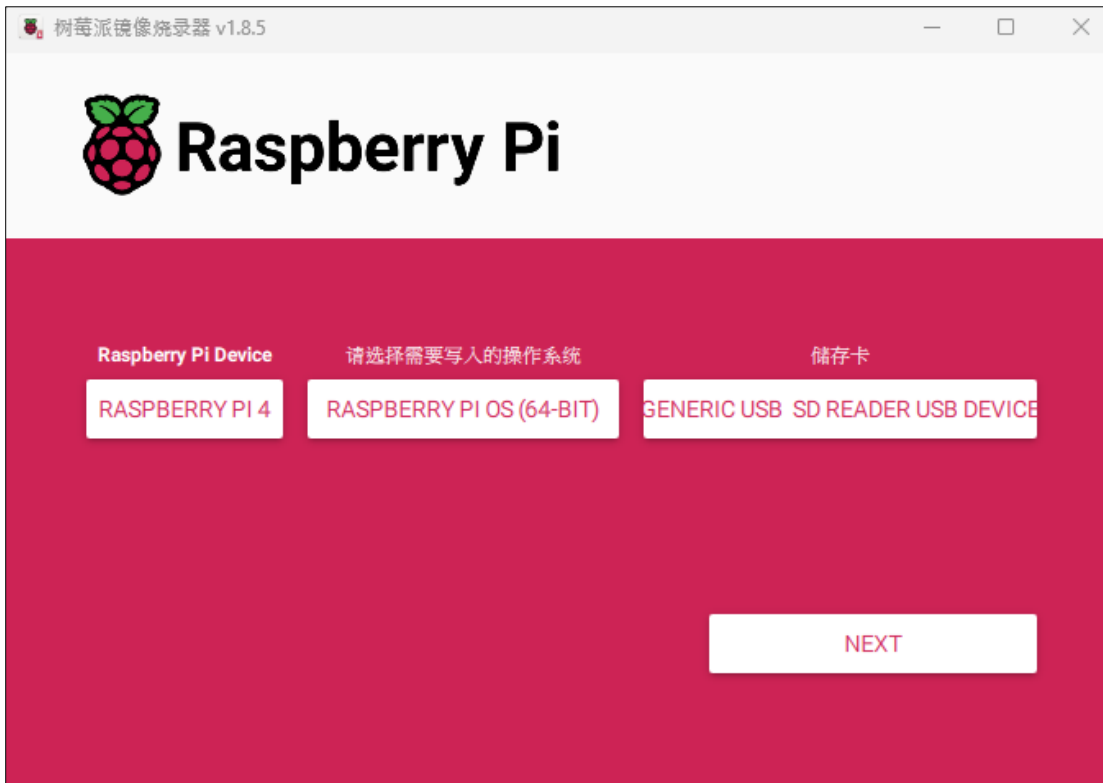 树莓派镜像烧录器 v1.8.5
Raspberry Pi
Raspberry Pi Device
请选择需要写入的操作系统
储存卡
RASPBERRY PI 4
RASPBERRY PI OS (64-BIT)
GENERIC USB  SD READER USB DEVICE
NEXT